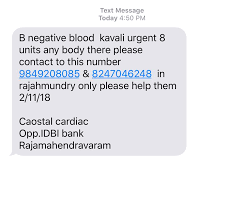 Text Message
Today 4:50 PM
B negative blood kavali urgent 8
units any body there please
contact to this number
9849208085 & 8247046248 in
rajahmundry only please help them
2/11/18
Caostal cardiac
Opp.IDBI bank
Rajamahendravaram